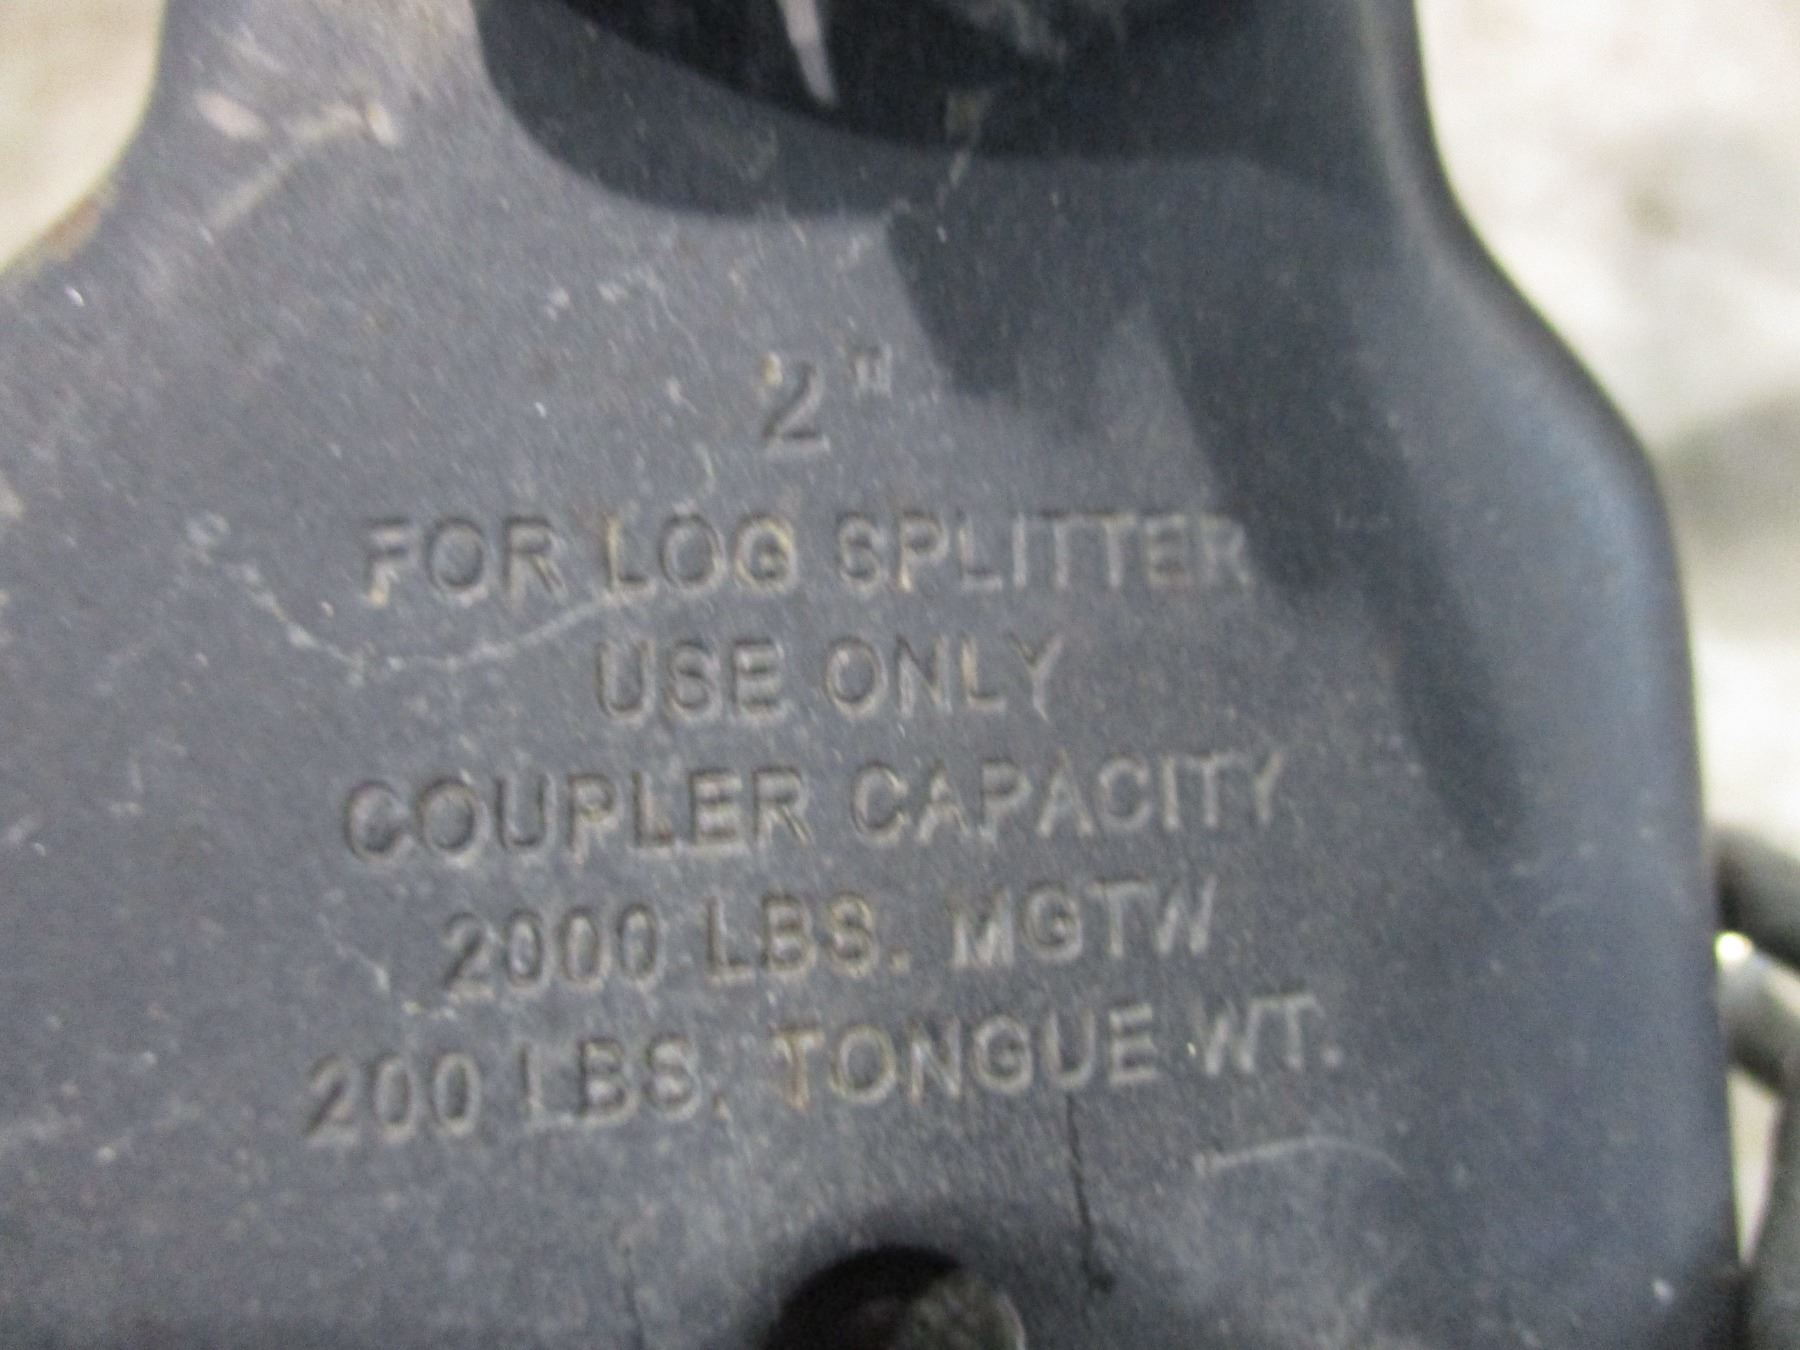 2"
FOR LOG SPLITTER
USE ONLY
COUPLER CAPACITY
2000 LBS. MGTW
200 LBS. TONGUE WT.